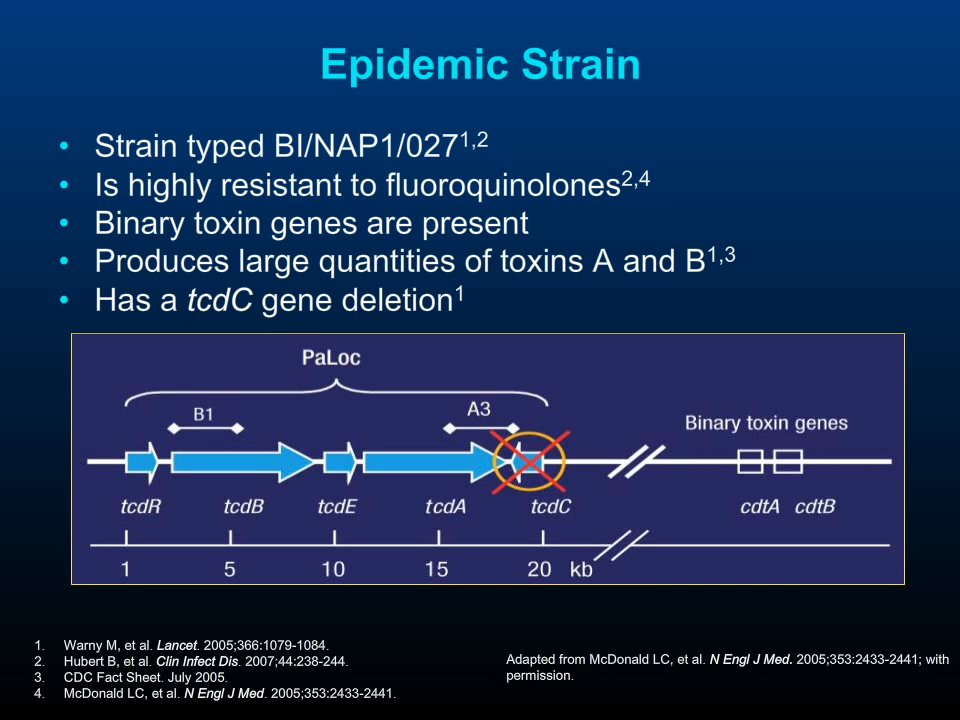 Epidemic Strain
• Strain typed BI/NAP1/027¹,²
• Is highly resistant to fluoroquinolones²,⁴
• Binary toxin genes are present
• Produces large quantities of toxins A and B¹,³
• Has a tcdC gene deletion¹
PaLoc
B1
A3
Binary toxin genes
tcdR tcdB tcdE tcdA tcdC cdtA cdtB
1 5 10 15 20 kb
1. Warny M, et al. Lancet. 2005;366:1079-1084.
2. Hubert B, et al. Clin Infect Dis. 2007;44:238-244.
3. CDC Fact Sheet. July 2005.
4. McDonald LC, et al. N Engl J Med. 2005;353:2433-2441.
Adapted from McDonald LC, et al. N Engl J Med. 2005;353:2433-2441; with
permission.